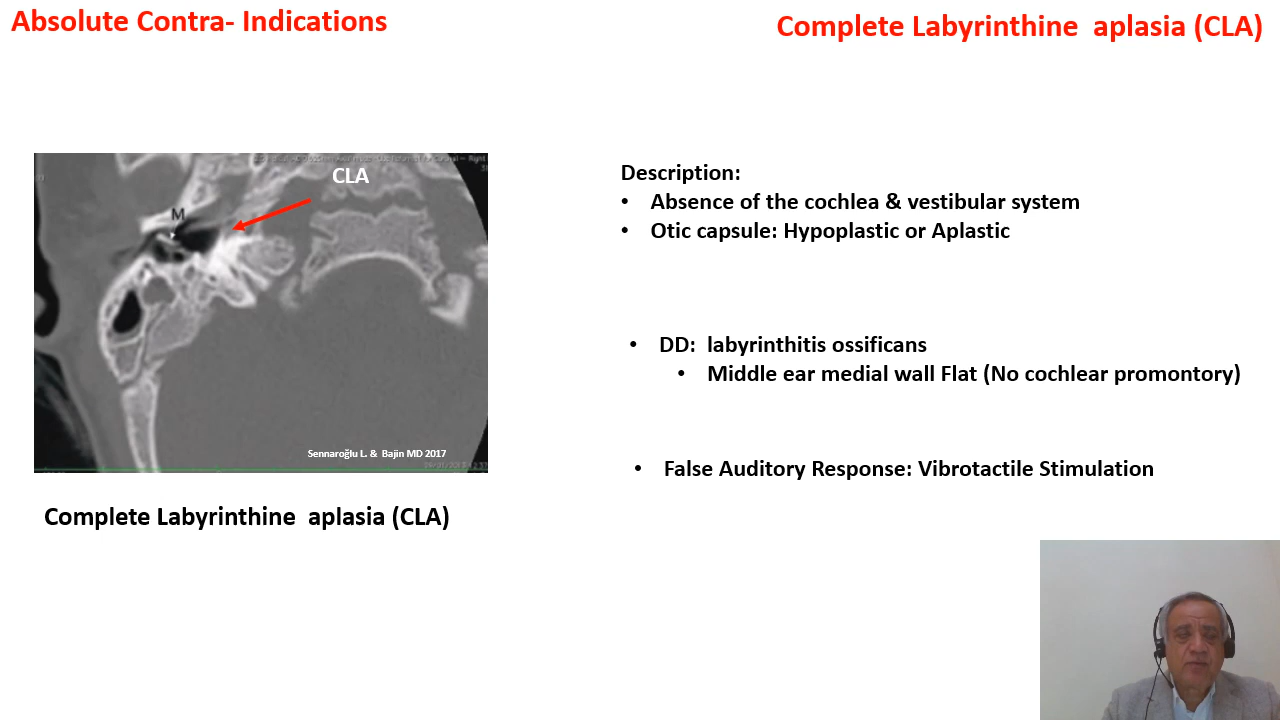 Absolute Contra- Indications
Complete Labyrinthine aplasia (CLA)
CLA
M
Sennaroğlu L. & Bajin MD 2017
Complete Labyrinthine aplasia (CLA)
Description:
• Absence of the cochlea & vestibular system
• Otic capsule: Hypoplastic or Aplastic
• DD: labyrinthitis ossificans
• Middle ear medial wall Flat (No cochlear promontory)
• False Auditory Response: Vibrotactile Stimulation